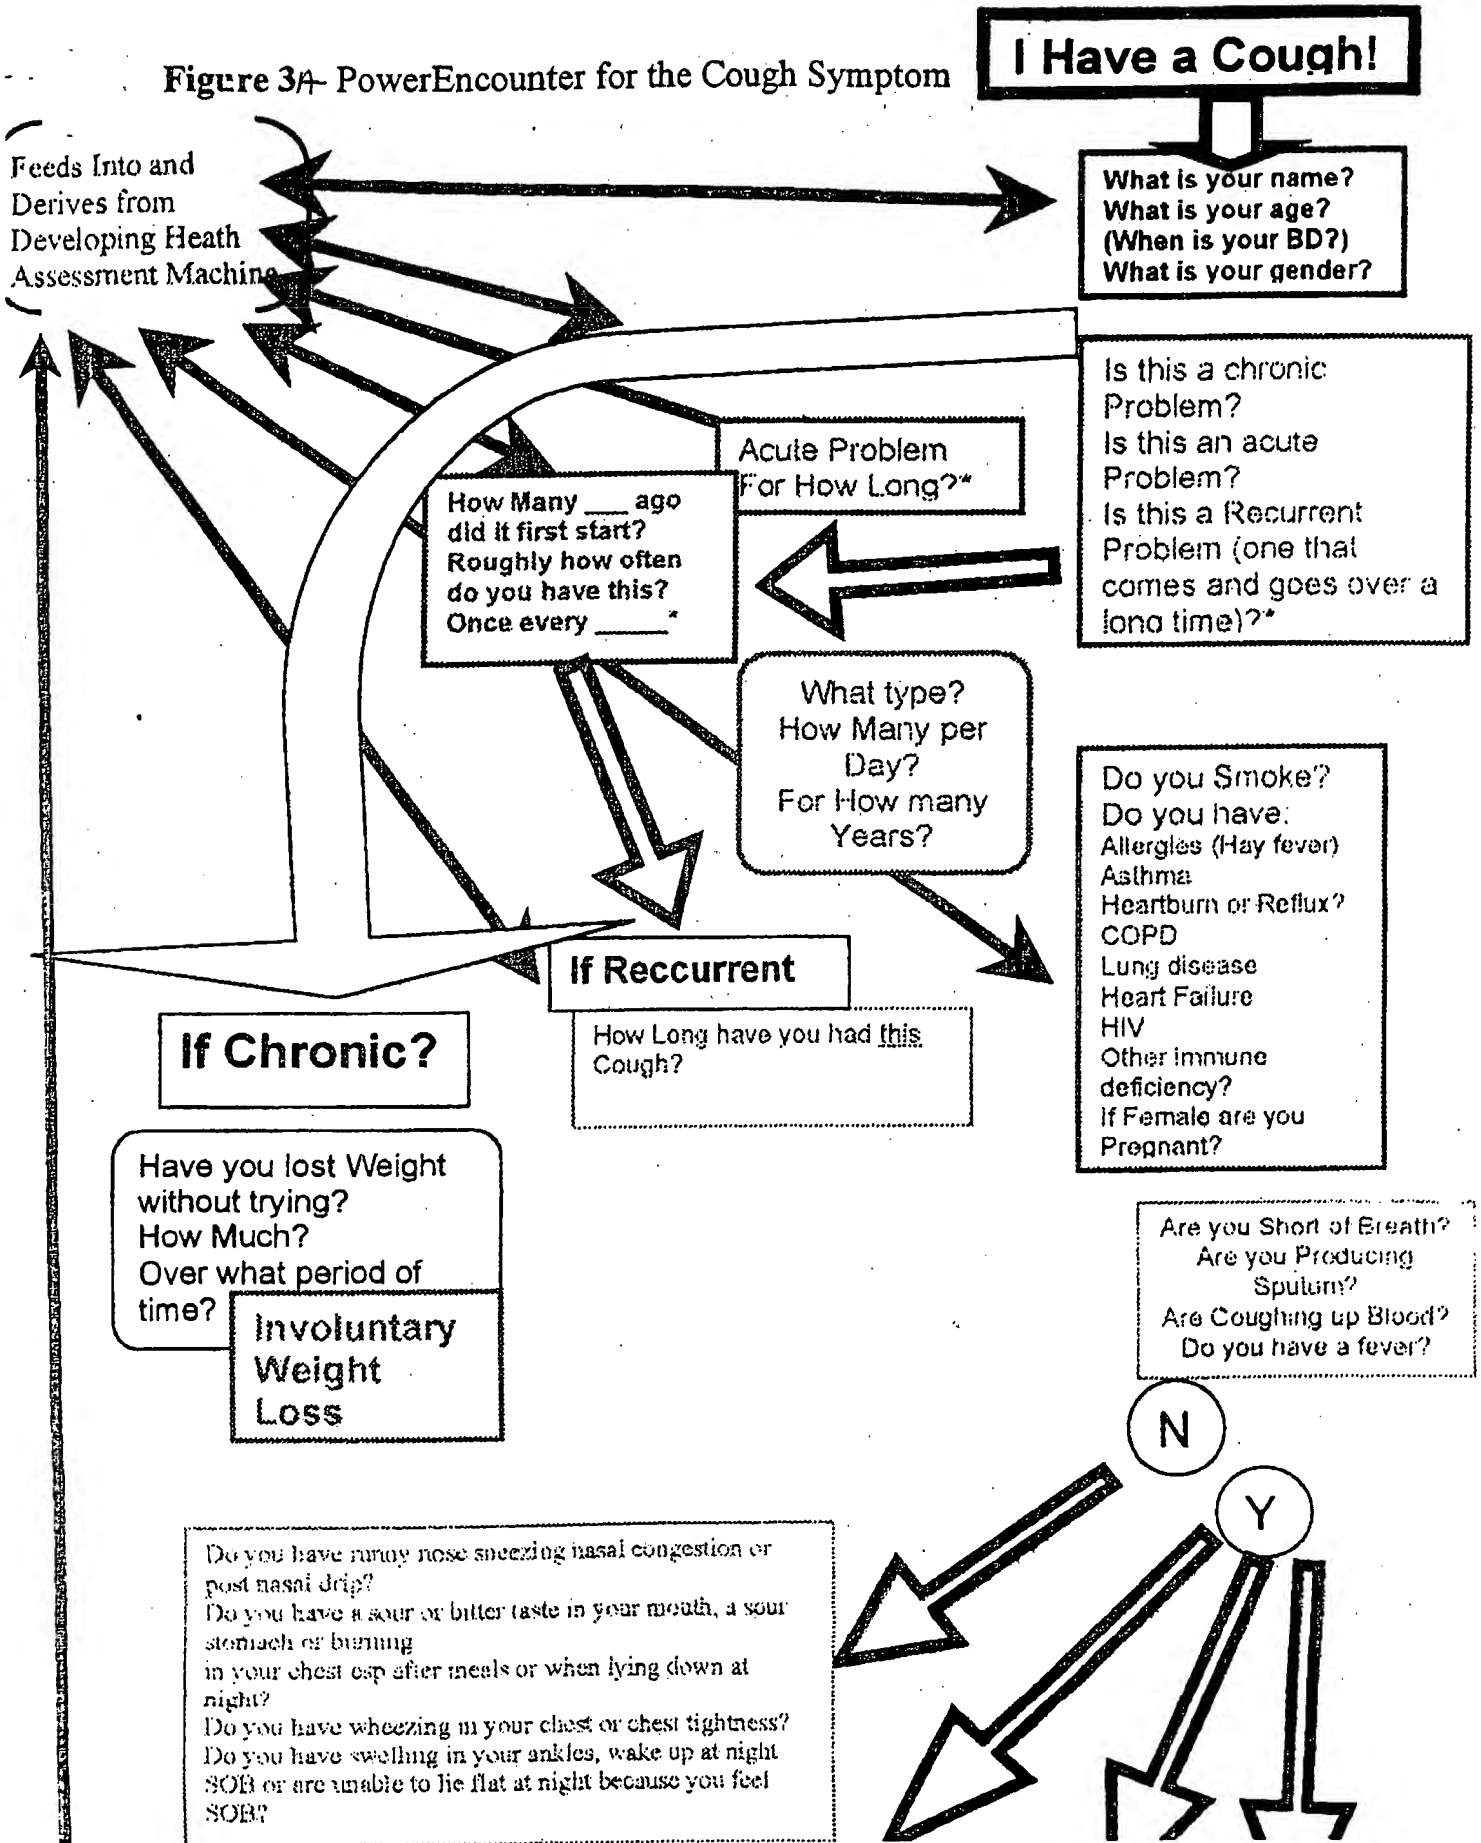 I Have a Cough!
Figure 3A- PowerEncounter for the Cough Symptom
Feeds Into and
Derives from
Developing Heath
Assessment Machine
What is your name?
What is your age?
(When is your BD?)
What is your gender?
Is this a chronic
Problem?
Is this an acute
Problem?
Is this a Recurrent
Problem (one that
comes and goes over a
long time)?*
Acute Problem
For How Long?*
How Many ___ ago
did it first start?
Roughly how often
do you have this?
Once every _____*
What type?
How Many per
Day?
For How many
Years?
Do you Smoke?
Do you have:
Allergies (Hay fever)
Asthma
Heartburn or Reflux?
COPD
Lung disease
Heart Failure
HIV
Other immune
deficiency?
If Female are you
Pregnant?
If Reccurrent
How Long have you had this
Cough?
If Chronic?
Have you lost Weight
without trying?
How Much?
Over what period of
time?
Involuntary
Weight
Loss
Are you Short of Breath?
Are you Producing
Sputum?
Are Coughing up Blood?
Do you have a fever?
N
Y
Do you have runny nose sneezing nasal congestion or
post nasal drip?
Do you have a sour or bitter taste in your mouth, a sour
stomach or burning
in your chest esp after meals or when lying down at
night?
Do you have wheezing in your chest or chest tightness?
Do you have swelling in your ankles, wake up at night
SOB or are unable to lie flat at night because you feel
SOB?